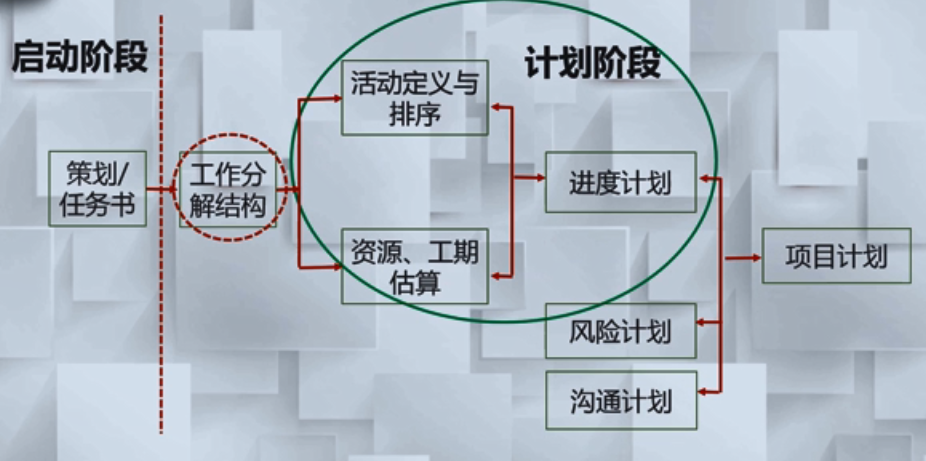 启动阶段
计划阶段
策划/
任务书
工作分
解结构
活动定义与
排序
资源、工期
估算
进度计划
风险计划
沟通计划
项目计划